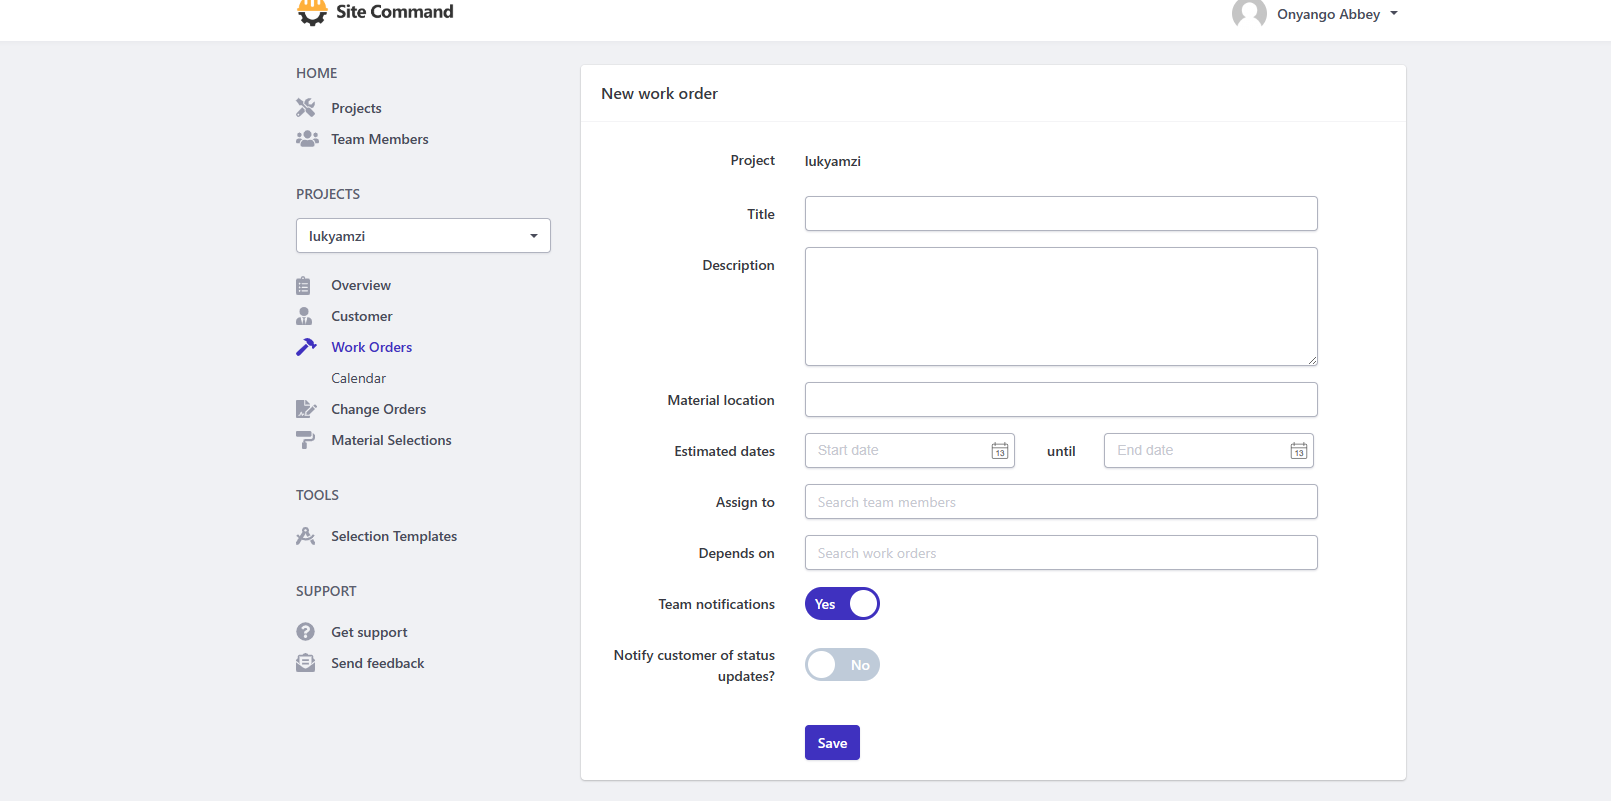 Site Command
Onyango Abbey
HOME
Projects
Team Members
PROJECTS
lukyamzi
Overview
Customer
Work Orders
Calendar
Change Orders
Material Selections
TOOLS
Selection Templates
SUPPORT
Get support
Send feedback
New work order
Project lukyamzi
Title
Description
Material location
Estimated dates Start date 13 until End date 13
Assign to Search team members
Depends on Search work orders
Team notifications Yes
Notify customer of status
updates? No
Save